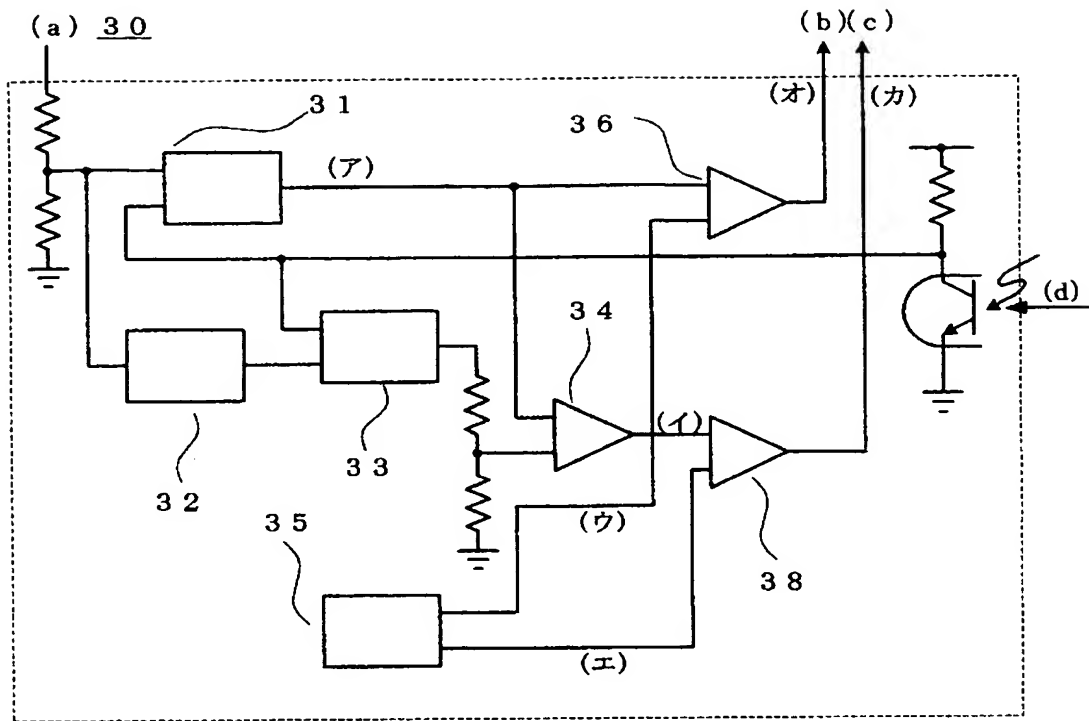 (a) ３０
(b)(c)
(オ)
(カ)
３１
３６
(ア)
(d)
３４
(イ)
３３
３２
(ウ)
３５
３８
(エ)